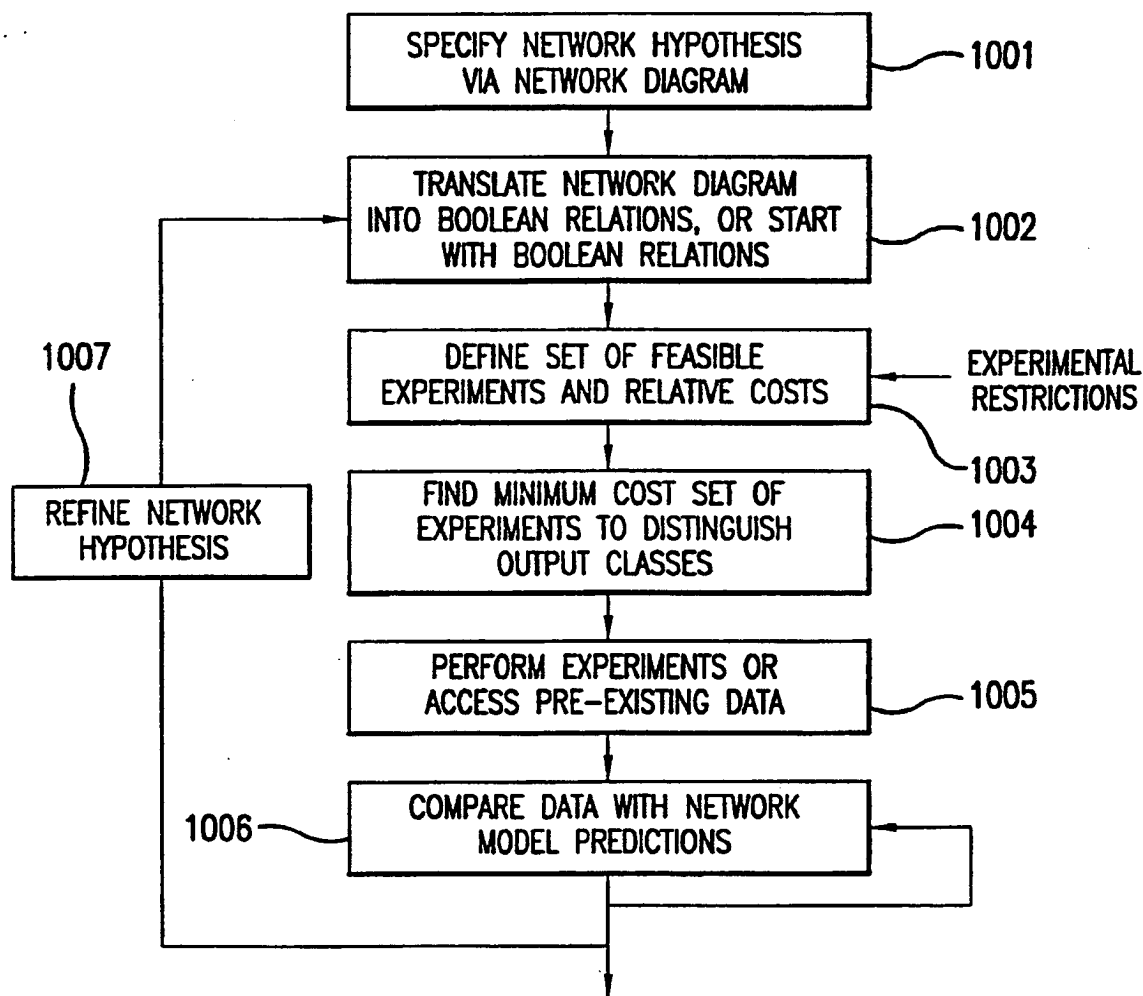 SPECIFY NETWORK HYPOTHESIS
VIA NETWORK DIAGRAM
1001
TRANSLATE NETWORK DIAGRAM
INTO BOOLEAN RELATIONS, OR START
WITH BOOLEAN RELATIONS
1002
1007
DEFINE SET OF FEASIBLE
EXPERIMENTS AND RELATIVE COSTS
EXPERIMENTAL
RESTRICTIONS
1003
REFINE NETWORK
HYPOTHESIS
FIND MINIMUM COST SET OF
EXPERIMENTS TO DISTINGUISH
OUTPUT CLASSES
1004
PERFORM EXPERIMENTS OR
ACCESS PRE-EXISTING DATA
1005
1006
COMPARE DATA WITH NETWORK
MODEL PREDICTIONS